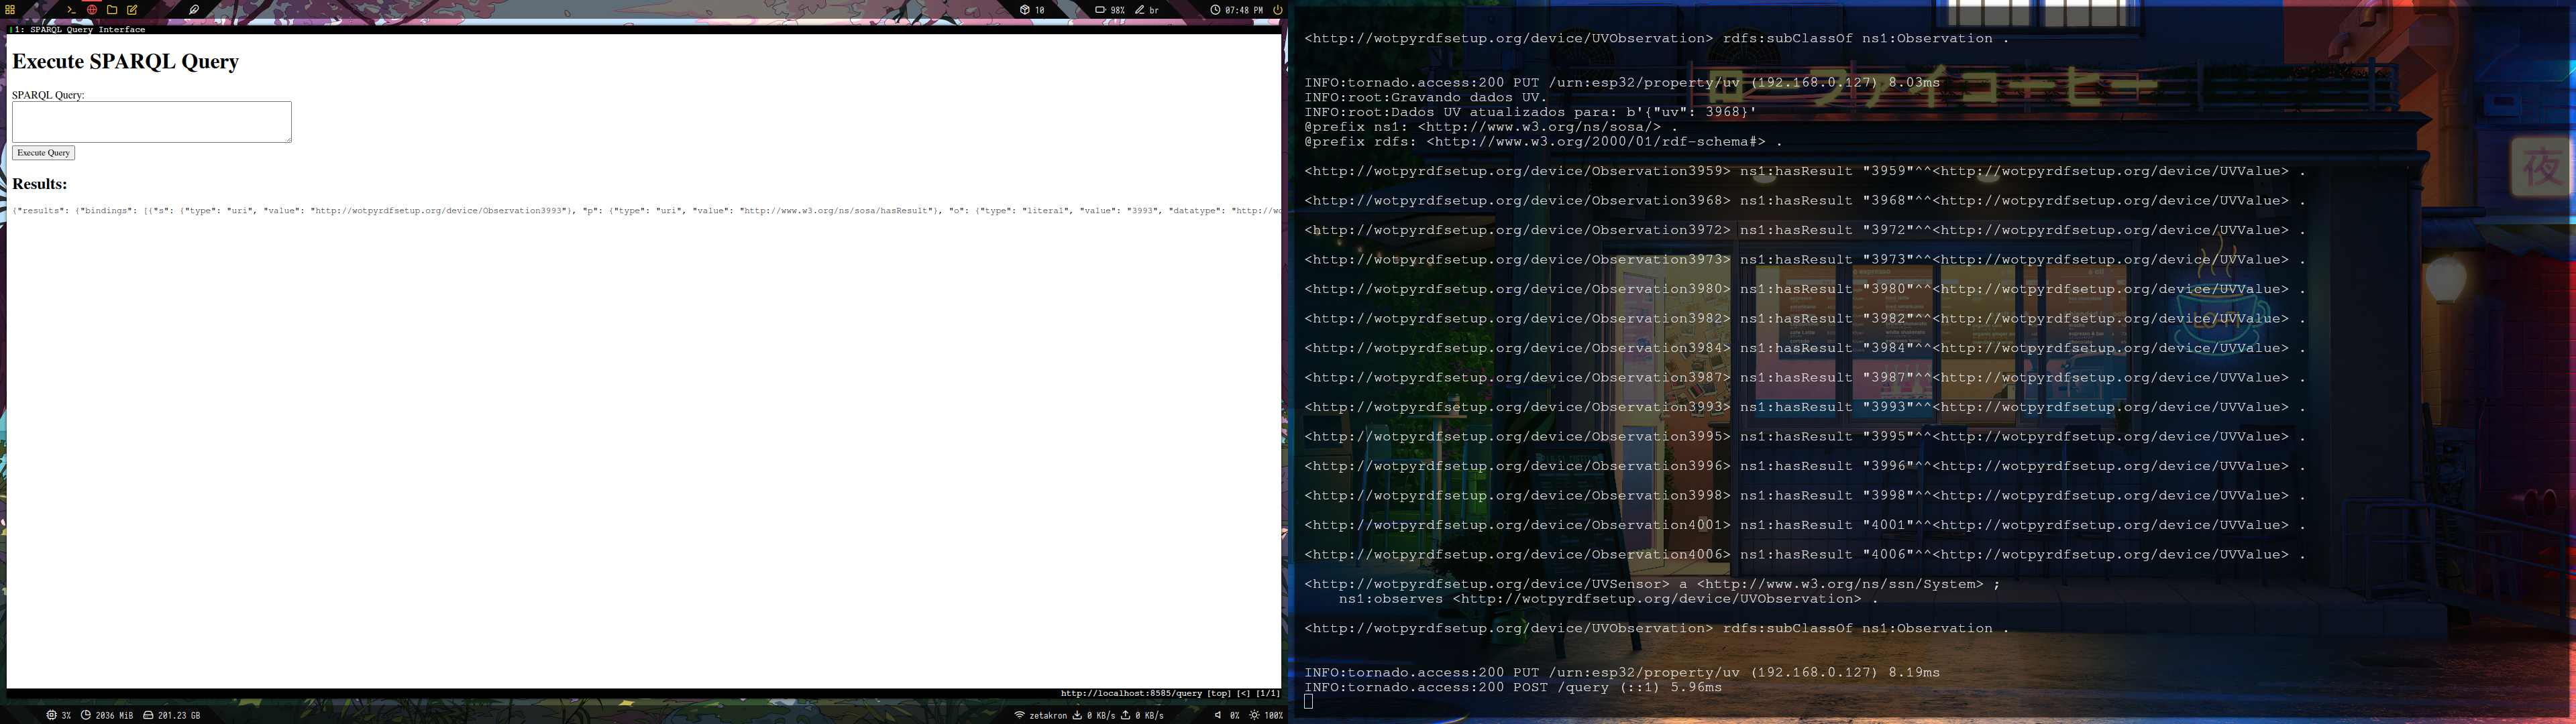 10
98%
br
07:48 PM
1: SPARQL Query Interface
Execute SPARQL Query
SPARQL Query:
Execute Query
Results:
{"results": {"bindings": [{"s": {"type": "uri", "value": "http://wotpyrdfsetup.org/device/Observation3993"}, "p": {"type": "uri", "value": "http://www.w3.org/ns/sosa/hasResult"}, "o": {"type": "literal", "value": "3993", "datatype": "http://wo
http://localhost:8585/query [top] [<] [1/1]
3%
2036 MiB
201.23 GB
zetakron
0 KB/s
0 KB/s
0%
100%
<http://wotpyrdfsetup.org/device/UVObservation> rdfs:subClassOf ns1:Observation .
INFO:tornado.access:200 PUT /urn:esp32/property/uv (192.168.0.127) 8.03ms
INFO:root:Gravando dados UV.
INFO:root:Dados UV atualizados para: b'{"uv": 3968}'
@prefix ns1: <http://www.w3.org/ns/sosa/> .
@prefix rdfs: <http://www.w3.org/2000/01/rdf-schema#> .
<http://wotpyrdfsetup.org/device/Observation3959> ns1:hasResult "3959"^^<http://wotpyrdfsetup.org/device/UVValue> .
<http://wotpyrdfsetup.org/device/Observation3968> ns1:hasResult "3968"^^<http://wotpyrdfsetup.org/device/UVValue> .
<http://wotpyrdfsetup.org/device/Observation3972> ns1:hasResult "3972"^^<http://wotpyrdfsetup.org/device/UVValue> .
<http://wotpyrdfsetup.org/device/Observation3973> ns1:hasResult "3973"^^<http://wotpyrdfsetup.org/device/UVValue> .
<http://wotpyrdfsetup.org/device/Observation3980> ns1:hasResult "3980"^^<http://wotpyrdfsetup.org/device/UVValue> .
<http://wotpyrdfsetup.org/device/Observation3982> ns1:hasResult "3982"^^<http://wotpyrdfsetup.org/device/UVValue> .
<http://wotpyrdfsetup.org/device/Observation3984> ns1:hasResult "3984"^^<http://wotpyrdfsetup.org/device/UVValue> .
<http://wotpyrdfsetup.org/device/Observation3987> ns1:hasResult "3987"^^<http://wotpyrdfsetup.org/device/UVValue> .
<http://wotpyrdfsetup.org/device/Observation3993> ns1:hasResult "3993"^^<http://wotpyrdfsetup.org/device/UVValue> .
<http://wotpyrdfsetup.org/device/Observation3995> ns1:hasResult "3995"^^<http://wotpyrdfsetup.org/device/UVValue> .
<http://wotpyrdfsetup.org/device/Observation3996> ns1:hasResult "3996"^^<http://wotpyrdfsetup.org/device/UVValue> .
<http://wotpyrdfsetup.org/device/Observation3998> ns1:hasResult "3998"^^<http://wotpyrdfsetup.org/device/UVValue> .
<http://wotpyrdfsetup.org/device/Observation4001> ns1:hasResult "4001"^^<http://wotpyrdfsetup.org/device/UVValue> .
<http://wotpyrdfsetup.org/device/Observation4006> ns1:hasResult "4006"^^<http://wotpyrdfsetup.org/device/UVValue> .
<http://wotpyrdfsetup.org/device/UVSensor> a <http://www.w3.org/ns/ssn/System> ;
ns1:observes <http://wotpyrdfsetup.org/device/UVObservation> .
<http://wotpyrdfsetup.org/device/UVObservation> rdfs:subClassOf ns1:Observation .
INFO:tornado.access:200 PUT /urn:esp32/property/uv (192.168.0.127) 8.19ms
INFO:tornado.access:200 POST /query (::1) 5.96ms
ローファイコーヒー
夜